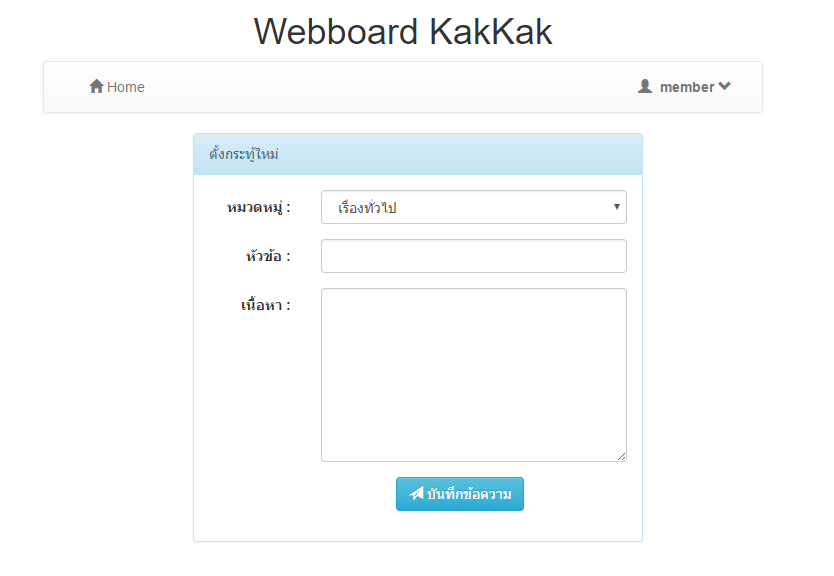 Webboard KakKak
Home
member
ตั้งกระทู้ใหม่
หมวดหมู่ :
เรื่องทั่วไป
หัวข้อ :
เนื้อหา :
บันทึกข้อความ